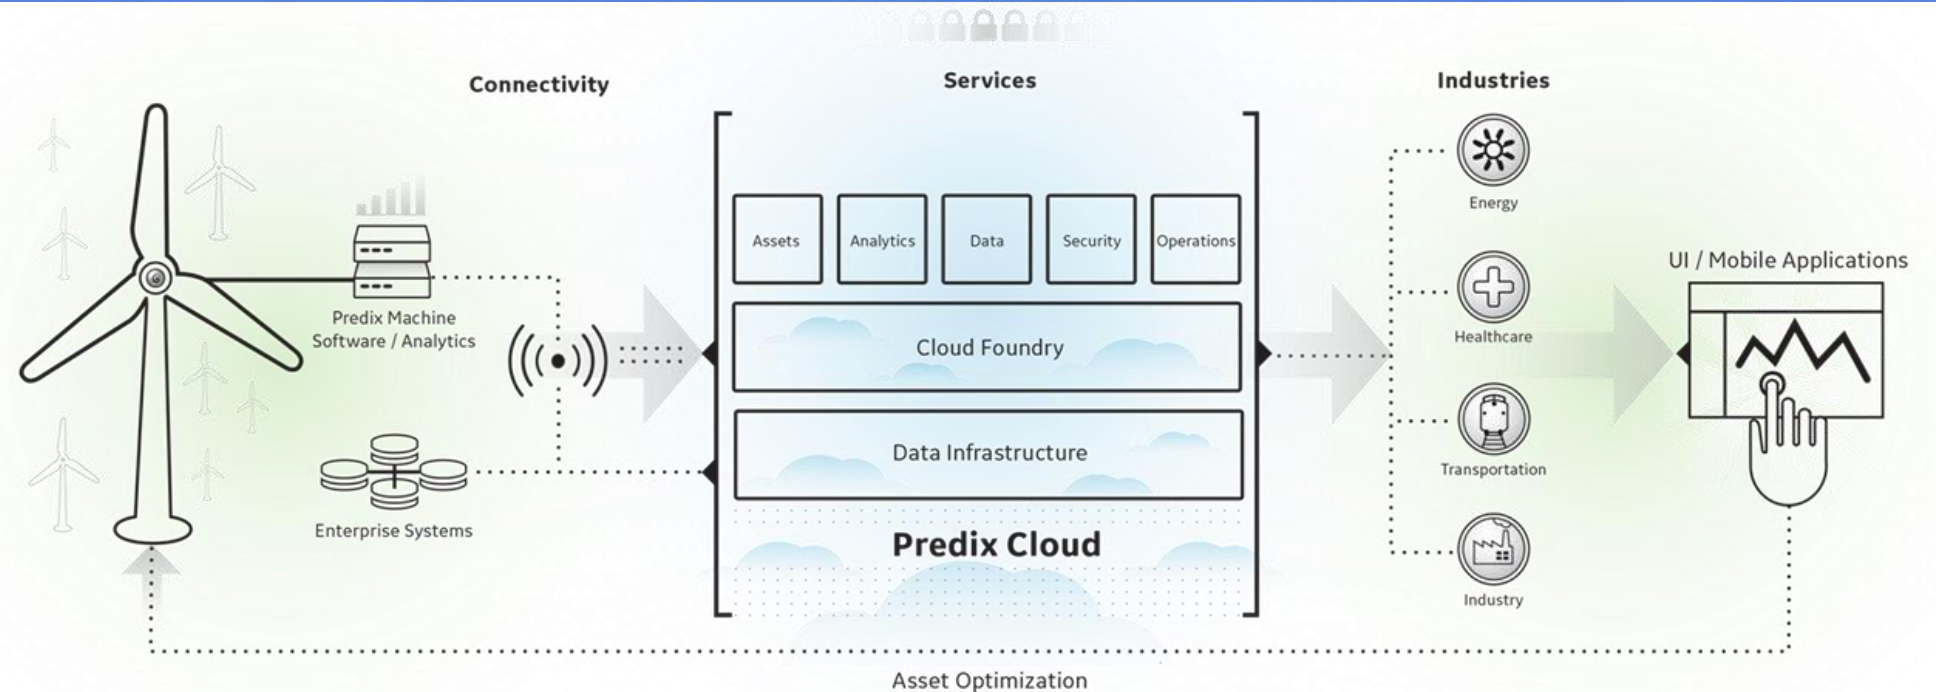 Connectivity
Services
Industries
Predix Machine
Software / Analytics
Enterprise Systems
Assets
Analytics
Data
Security
Operations
Cloud Foundry
Data Infrastructure
Predix Cloud
Energy
Healthcare
Transportation
Industry
UI / Mobile Applications
Asset Optimization